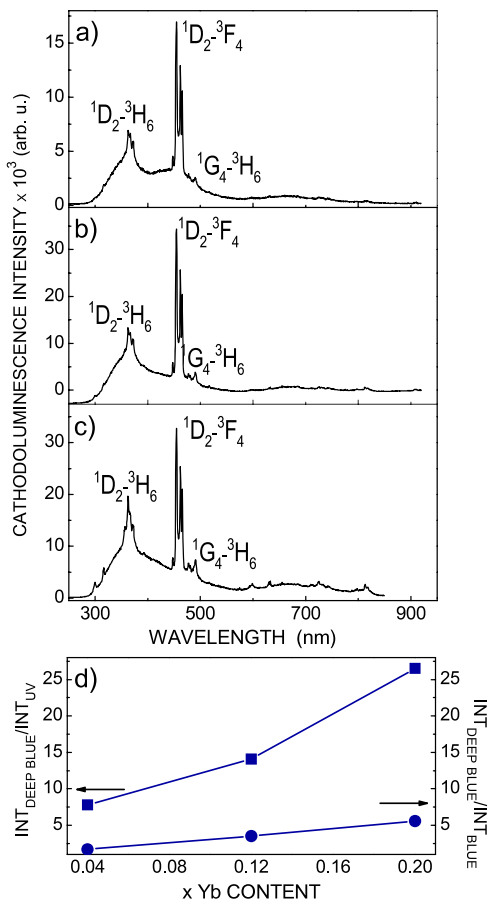 a)
¹D₂-³F₄
¹D₂-³H₆
¹G₄-³H₆
15
10
5
0
b)
¹D₂-³F₄
¹D₂-³H₆
¹G₄-³H₆
30
20
10
0
c)
¹D₂-³F₄
¹D₂-³H₆
¹G₄-³H₆
30
20
10
0
CATHODOLUMINESCENCE INTENSITY x 10³ (arb. u.)
300 500 700 900
WAVELENGTH (nm)
d)
INT_DEEP BLUE/INT_UV
25
20
15
10
5
25
20
15
10
5
INT_DEEP BLUE/INT_BLUE
0.04 0.08 0.12 0.16 0.20
x Yb CONTENT